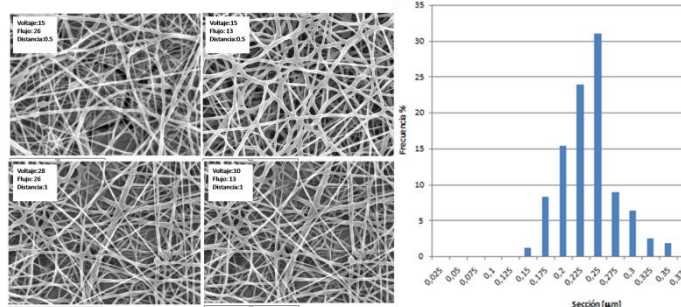 Voltaje:15
Flujo: 26
Distancia:0.5
Voltaje:15
Flujo: 13
Distancia:0.5
Voltaje:28
Flujo: 26
Distancia:1
Voltaje:10
Flujo: 13
Distancia:1
35
30
25
20
15
10
5
0
Frecuencia %
0,025
0,05
0,075
0,1
0,125
0,15
0,175
0,2
0,225
0,25
0,275
0,3
0,325
0,35
Sección [µm]